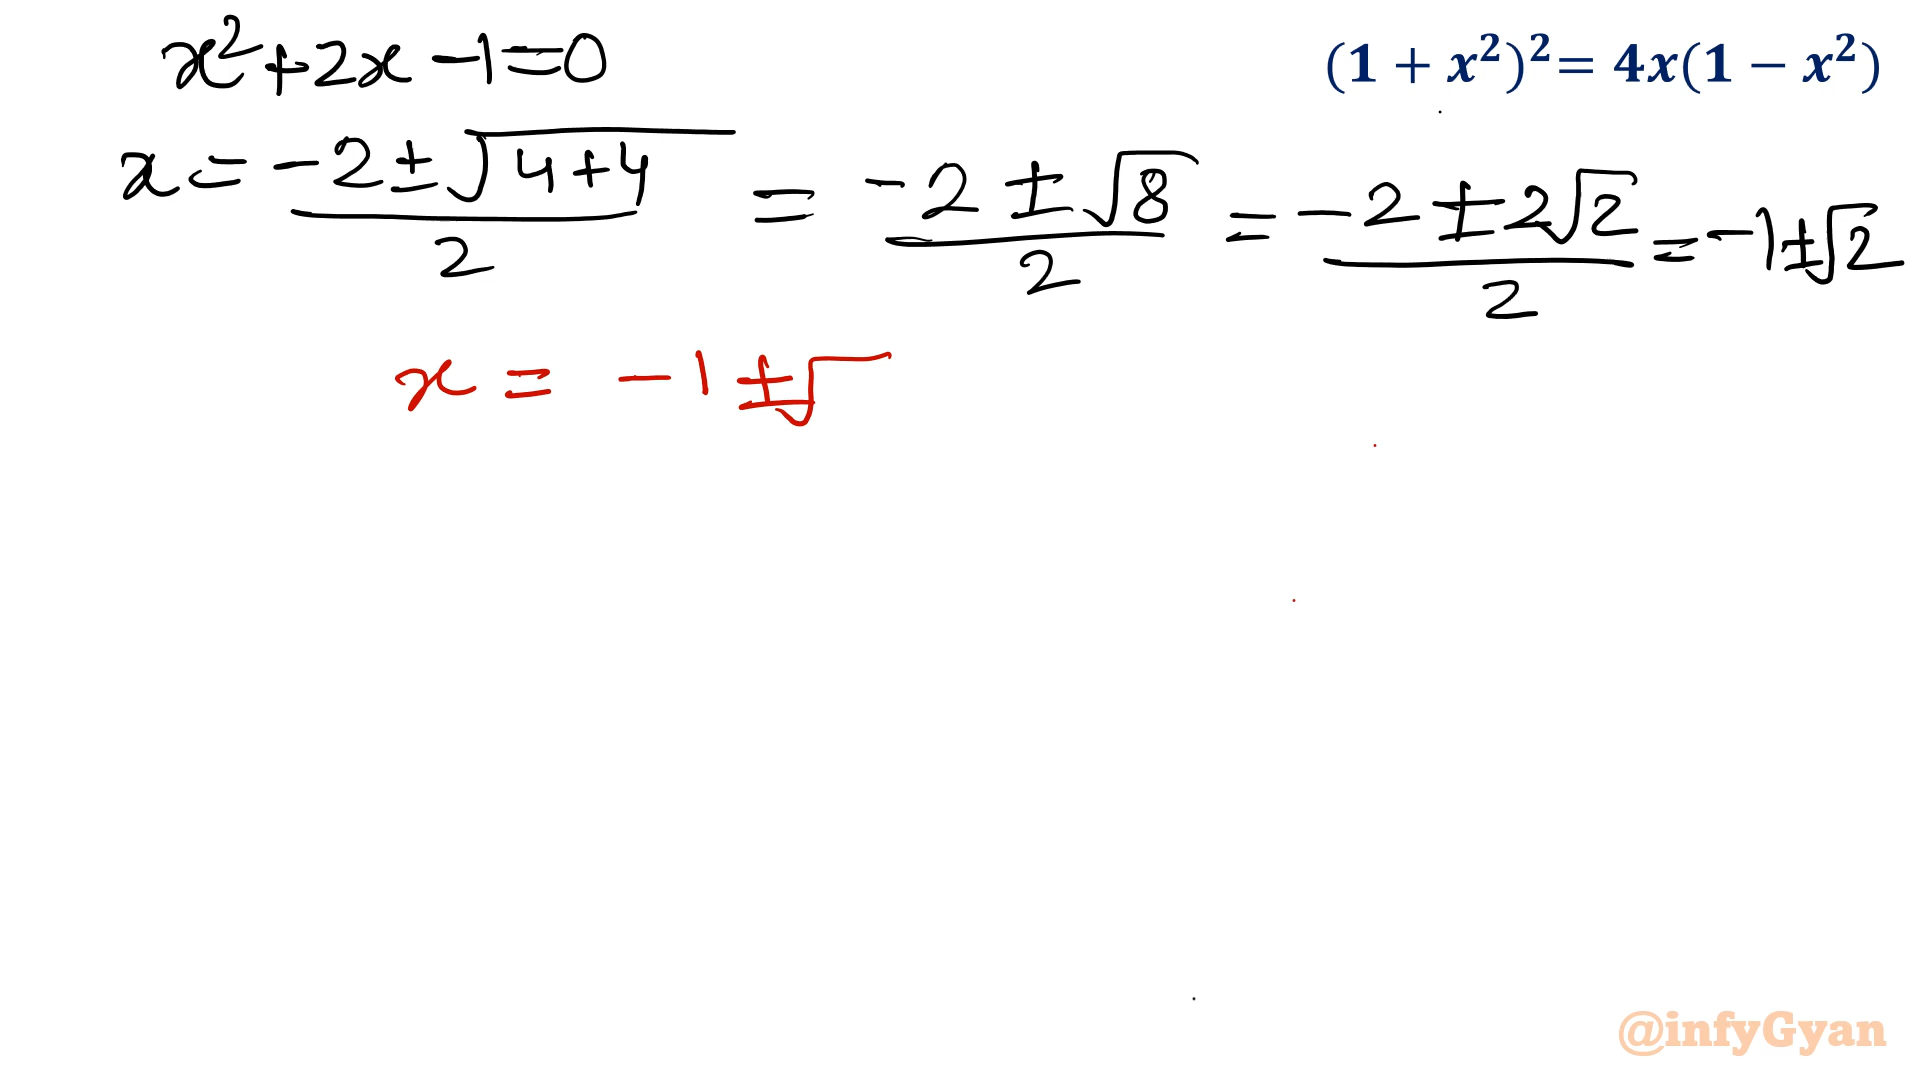 x²+2x-1=0
(1 + x²)²= 4x(1 − x²)
x = (-2±√(4+4))/2 = (-2±√8)/2 = (-2±2√2)/2 = -1±√2
x = -1±√
@infyGyan